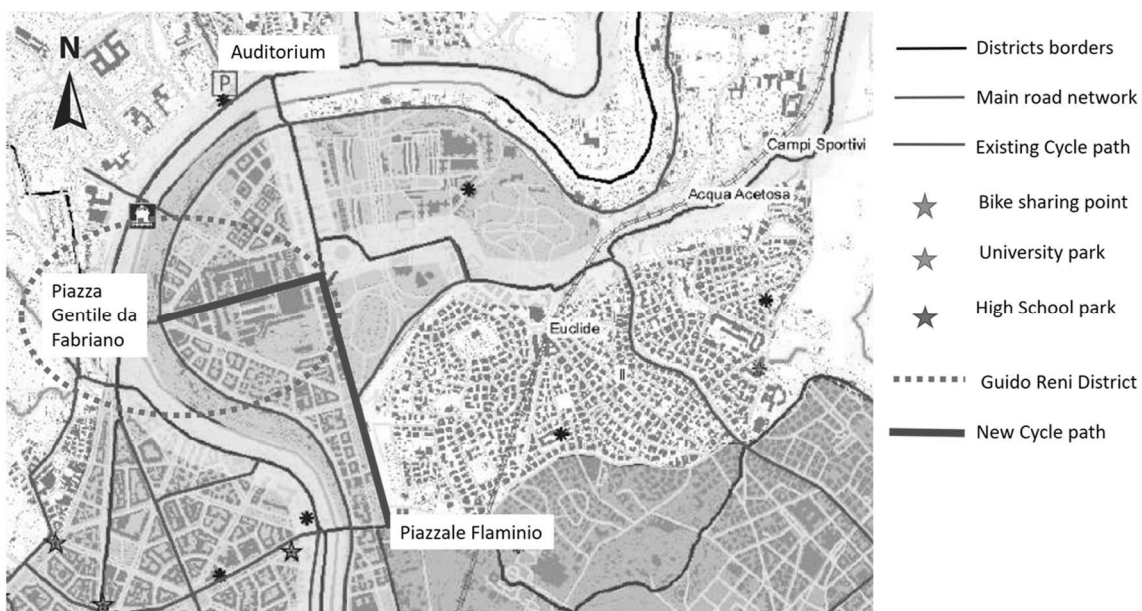 N
Auditorium
P
Campi Sportivi
Acqua Acetosa
Piazza
Gentile da
Fabriano
Euclide
II
Piazzale Flaminio
Districts borders
Main road network
Existing Cycle path
Bike sharing point
University park
High School park
Guido Reni District
New Cycle path